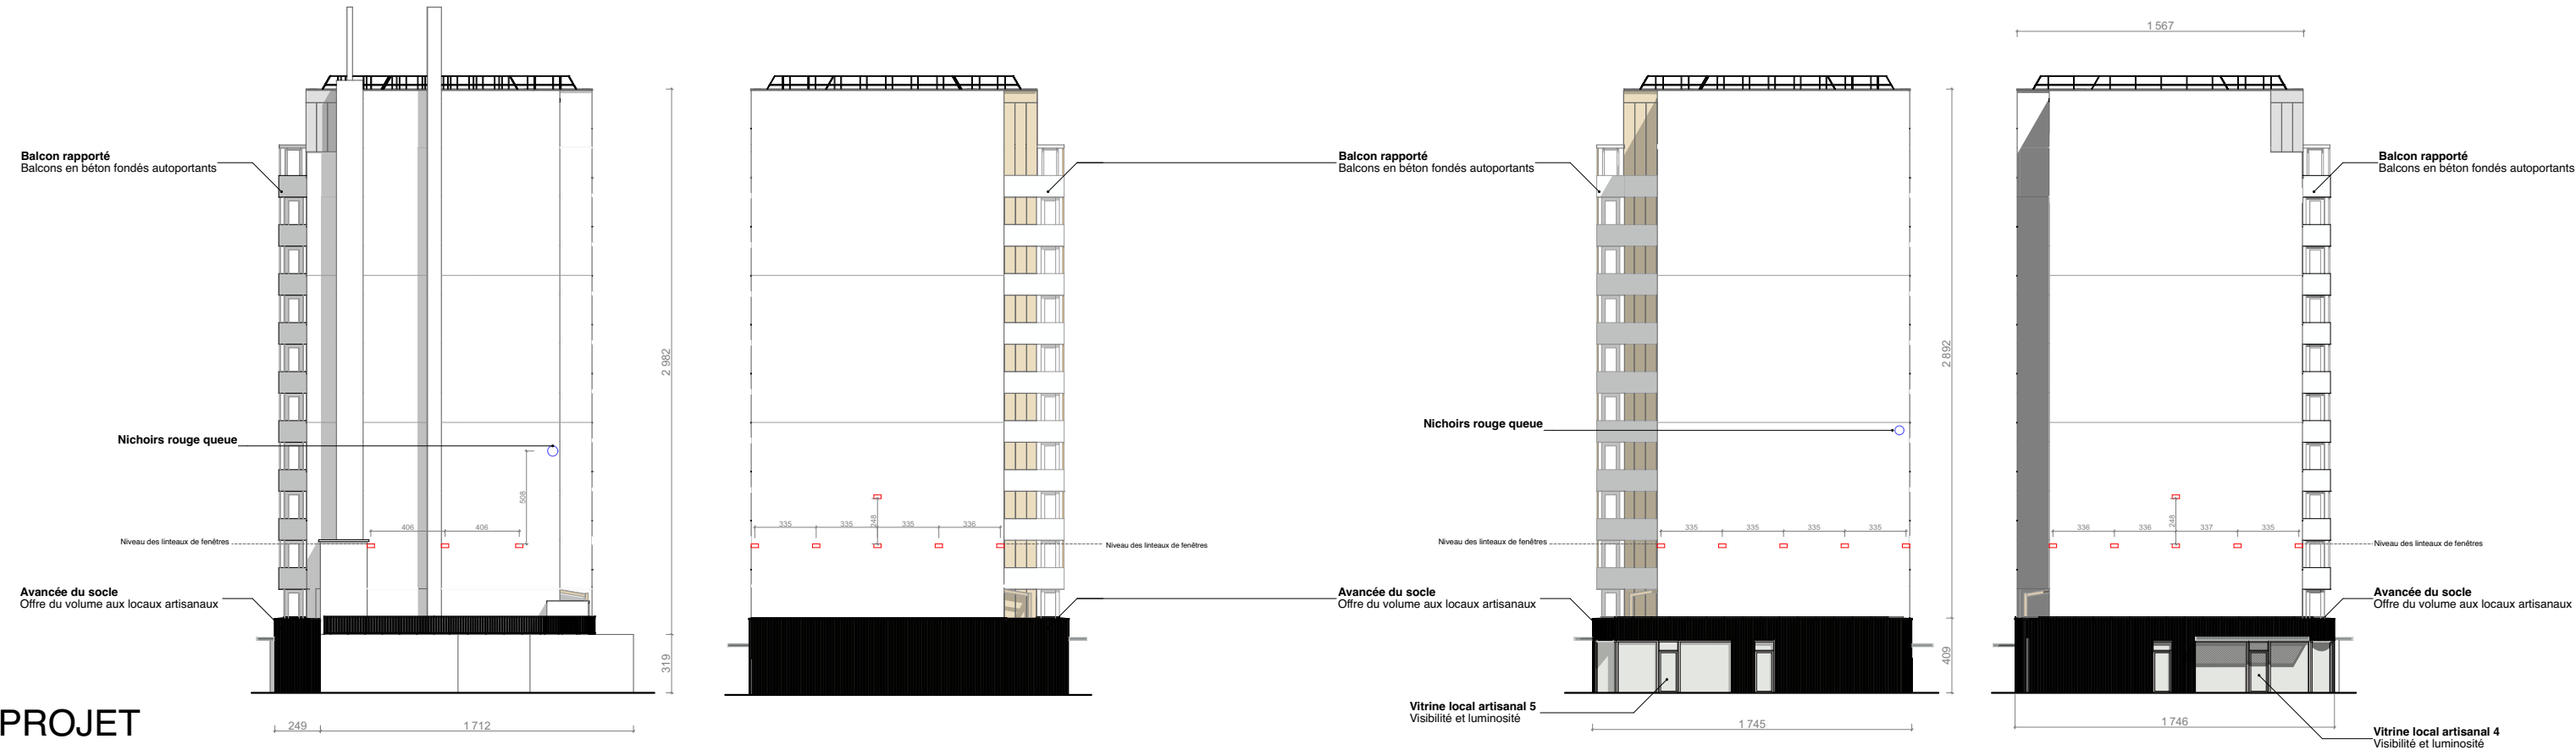 1 567
Balcon rapporté
Balcons en béton fondés autoportants
Balcon rapporté
Balcons en béton fondés autoportants
Balcon rapporté
Balcons en béton fondés autoportants
2 982
2 892
Nichoirs rouge queue
Nichoirs rouge queue
508
406
406
335
335
248
335
336
335
335
335
335
336
336
248
337
335
Niveau des linteaux de fenêtres
Niveau des linteaux de fenêtres
Niveau des linteaux de fenêtres
Niveau des linteaux de fenêtres
Avancée du socle
Offre du volume aux locaux artisanaux
Avancée du socle
Offre du volume aux locaux artisanaux
Avancée du socle
Offre du volume aux locaux artisanaux
319
409
Vitrine local artisanal 5
Visibilité et luminosité
PROJET
249
1 712
1 745
1 746
Vitrine local artisanal 4
Visibilité et luminosité